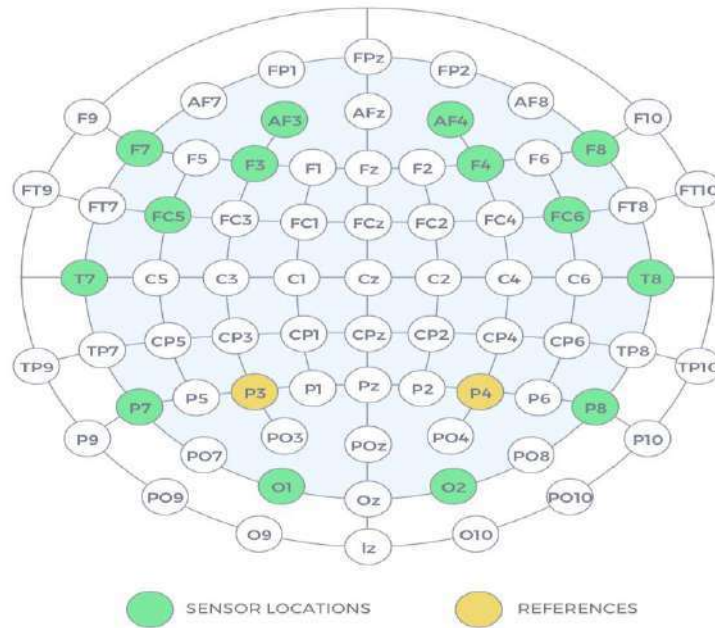 FPz
FP1 FP2
AF7 AF8
F9 AF3 AFz AF4 F10
F7 F8
F5 F3 F1 Fz F2 F4 F6
FT9 FT10
FT7 FC5 FC3 FC1 FCz FC2 FC4 FC6 FT8
T7 C5 C3 C1 Cz C2 C4 C6 T8
TP7 CP5 CP3 CP1 CPz CP2 CP4 CP6 TP8
TP9 TP10
P7 P5 P3 P1 Pz P2 P4 P6 P8
P9 PO3 POz PO4 P10
PO7 PO8
PO9 O1 Oz O2 PO10
O9 Iz O10
SENSOR LOCATIONS REFERENCES